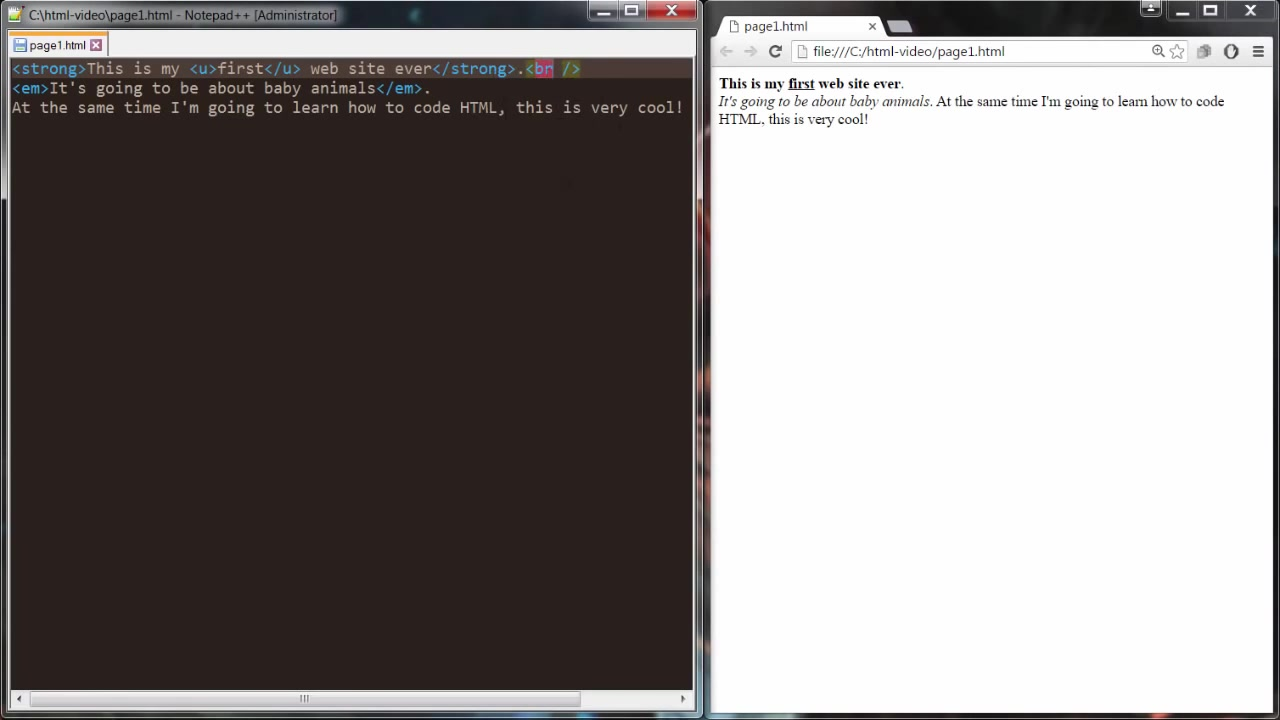 C:\html-video\page1.html - Notepad++ [Administrator]
page1.html
<strong>This is my <u>first</u> web site ever</strong>.<br />
<em>It's going to be about baby animals</em>.
At the same time I'm going to learn how to code HTML, this is very cool!
page1.html
file:///C:/html-video/page1.html
This is my first web site ever.
It's going to be about baby animals. At the same time I'm going to learn how to code
HTML, this is very cool!